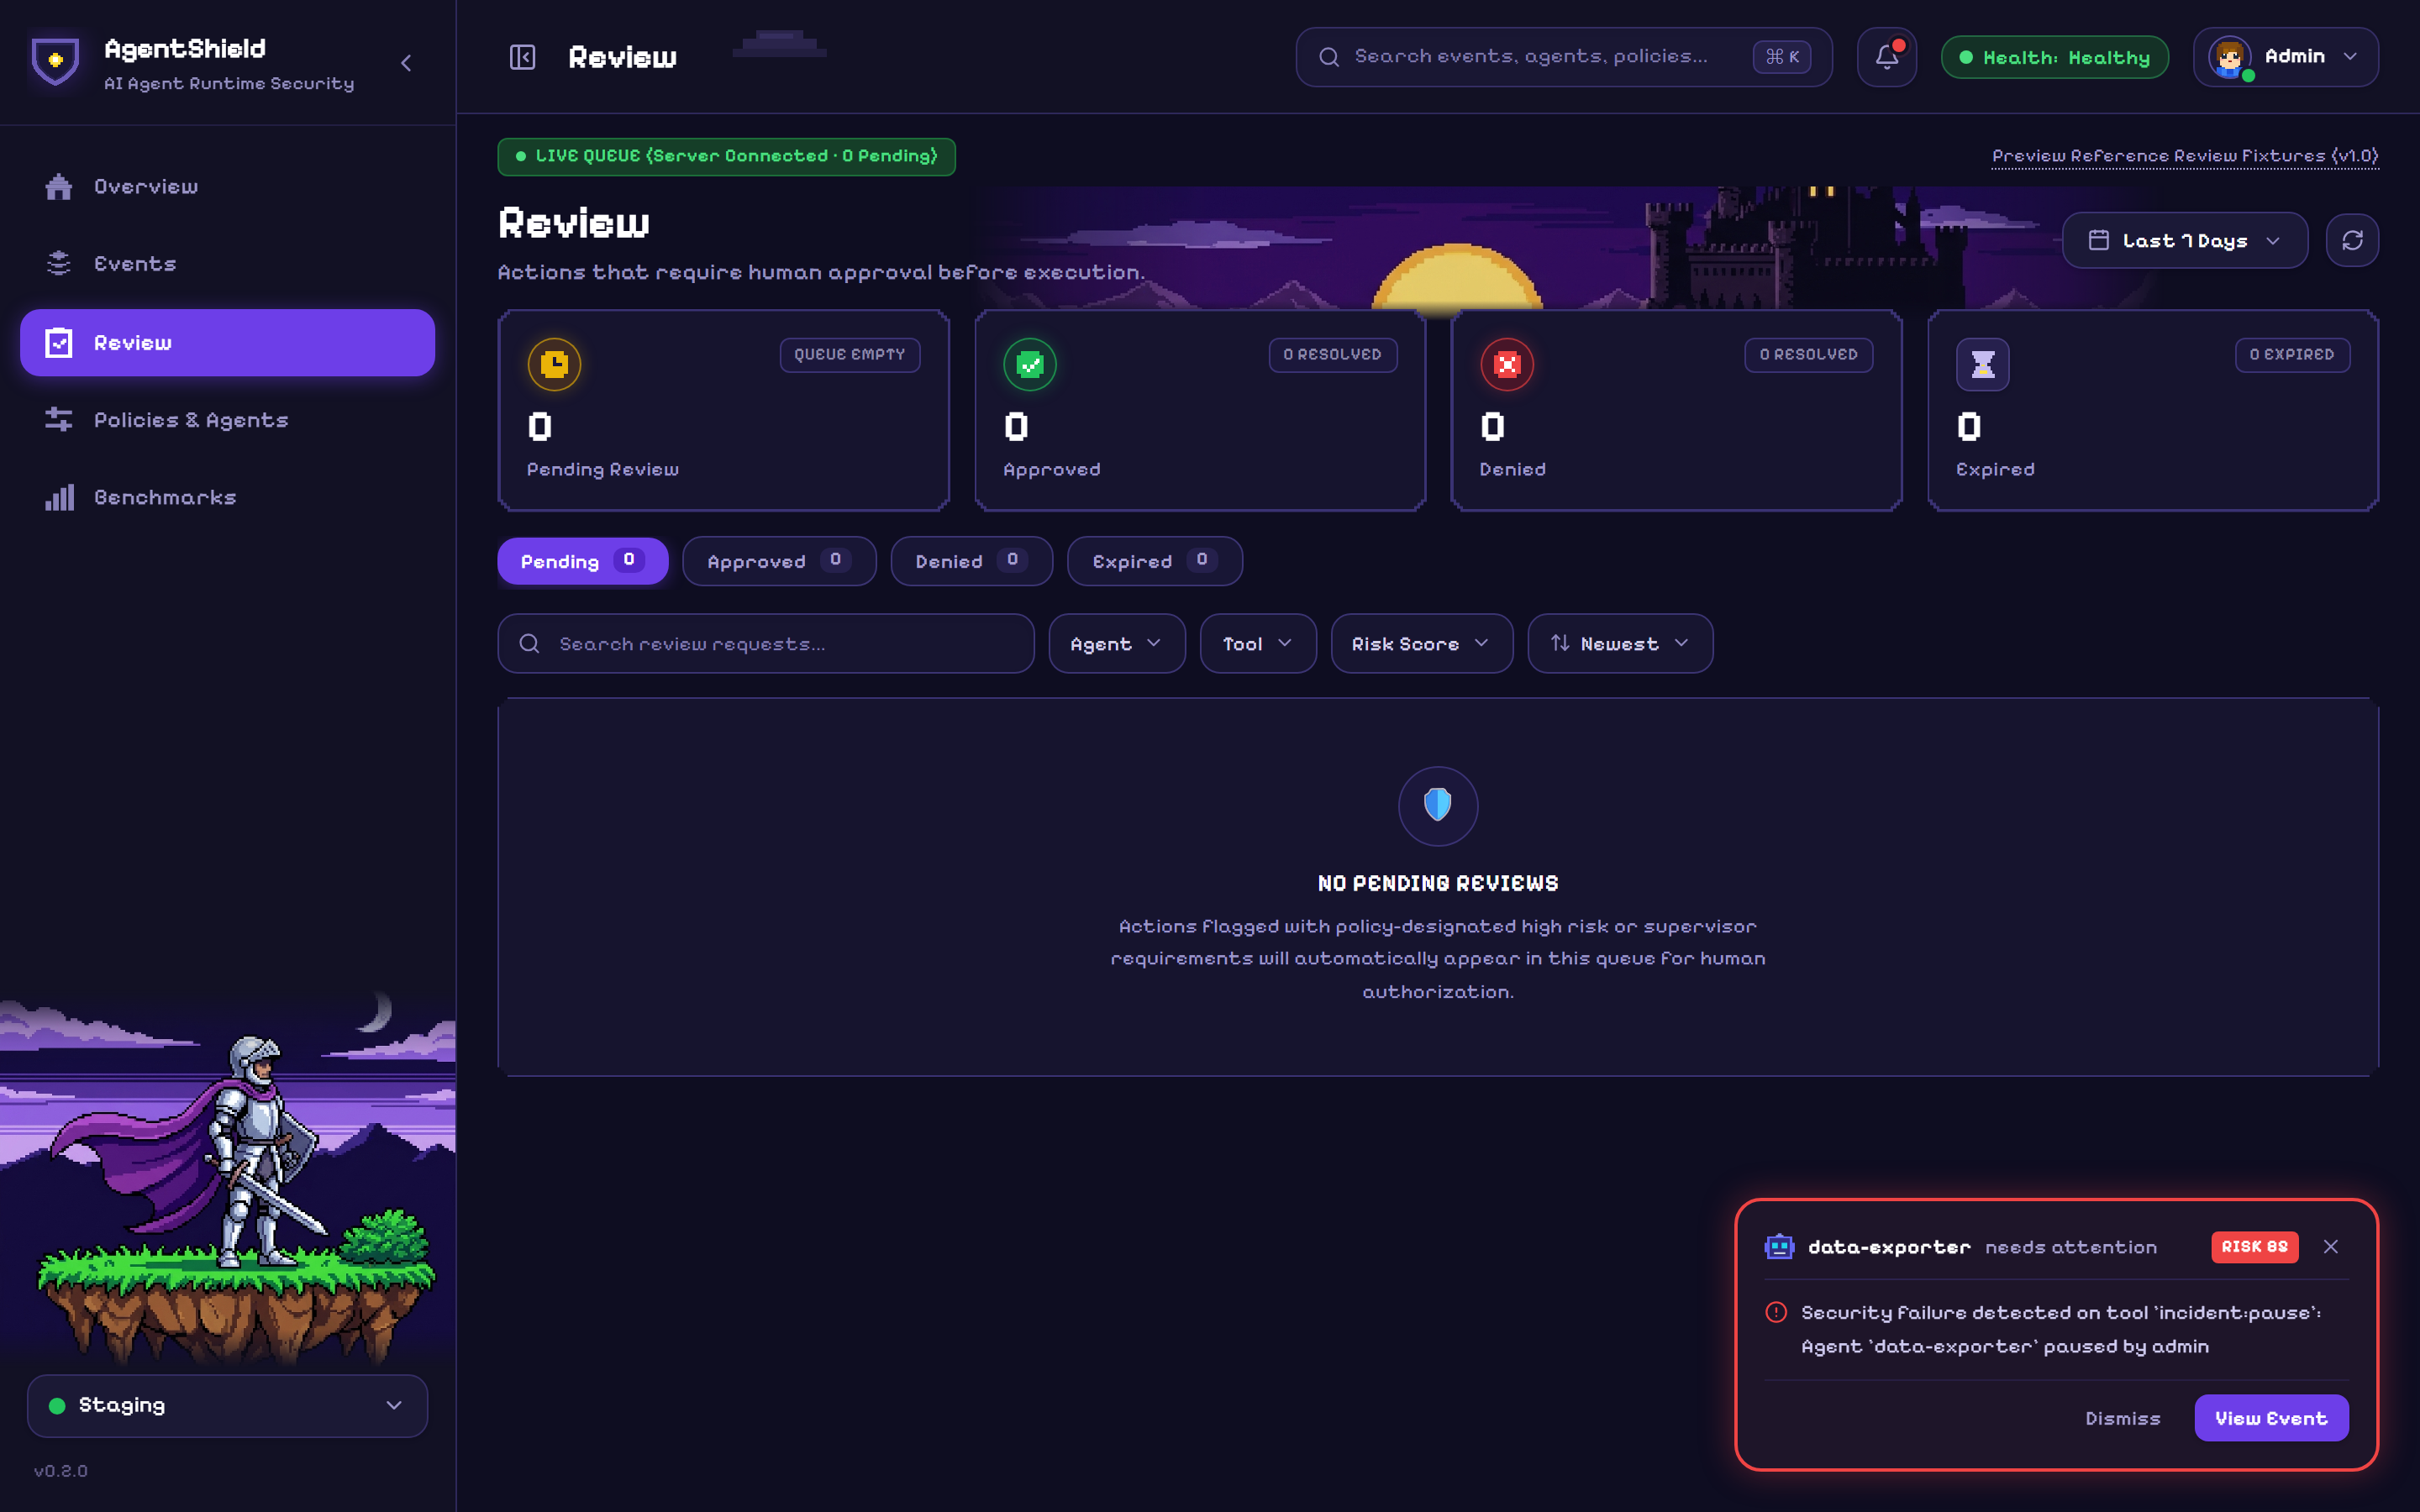 AgentShield
AI Agent Runtime Security
Review
Search events, agents, policies...
⌘ K
Health: Healthy
Admin
Overview
Events
Review
Policies & Agents
Benchmarks
Staging
v0.2.0
LIVE QUEUE (Server Connected · 0 Pending)
Preview Reference Review Fixtures (v1.0)
Review
Actions that require human approval before execution.
Last 7 Days
QUEUE EMPTY
0
Pending Review
0 RESOLVED
0
Approved
0 RESOLVED
0
Denied
0 EXPIRED
0
Expired
Pending 0
Approved 0
Denied 0
Expired 0
Search review requests...
Agent
Tool
Risk Score
Newest
NO PENDING REVIEWS
Actions flagged with policy-designated high risk or supervisor
requirements will automatically appear in this queue for human
authorization.
data-exporter needs attention
Security failure detected on tool 'incident:pause':
Agent 'data-exporter' paused by admin
Dismiss
View Event